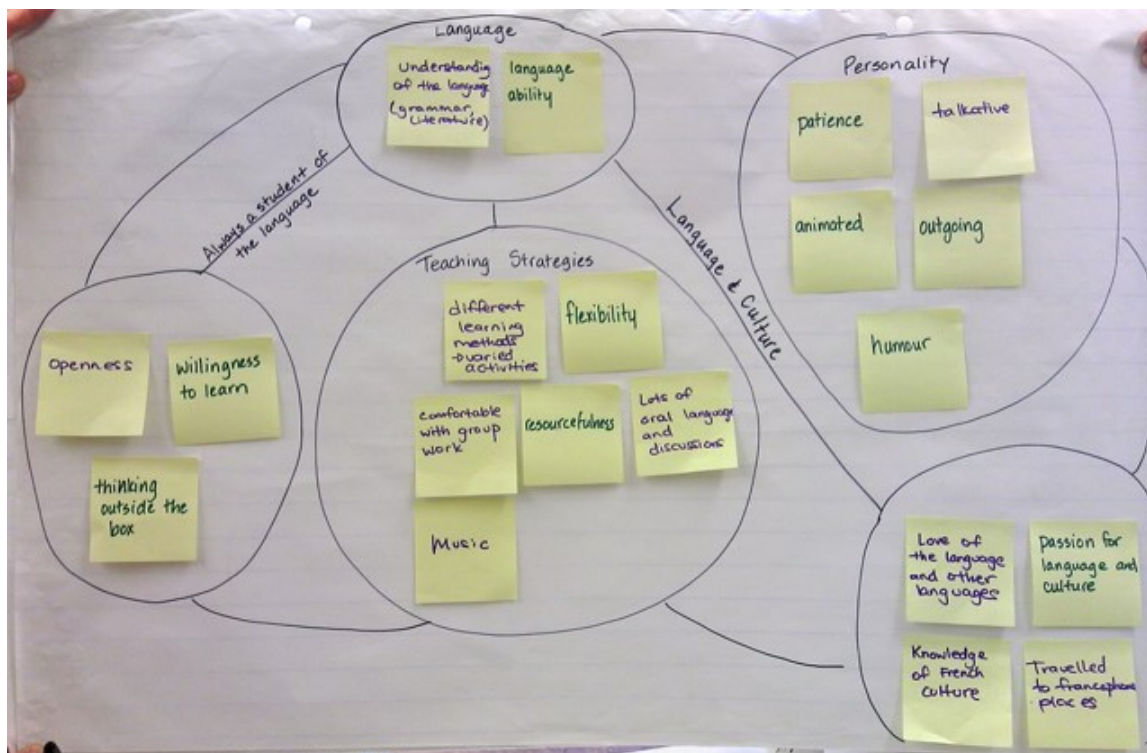 Language
Understanding
of the language
(grammar,
literature)
language
ability
Always a student of
the language
Language & Culture
Personality
patience
talkative
animated
outgoing
humour
Teaching Strategies
different
learning
methods
→varied
activities
flexibility
comfortable
with group
work
resourcefulness
Lots of
oral language
and
discussions
Music
openness
willingness
to learn
thinking
outside the
box
Love of
the language
and other
languages
passion for
language and
culture
Knowledge
of French
culture
Travelled
to francophone
places